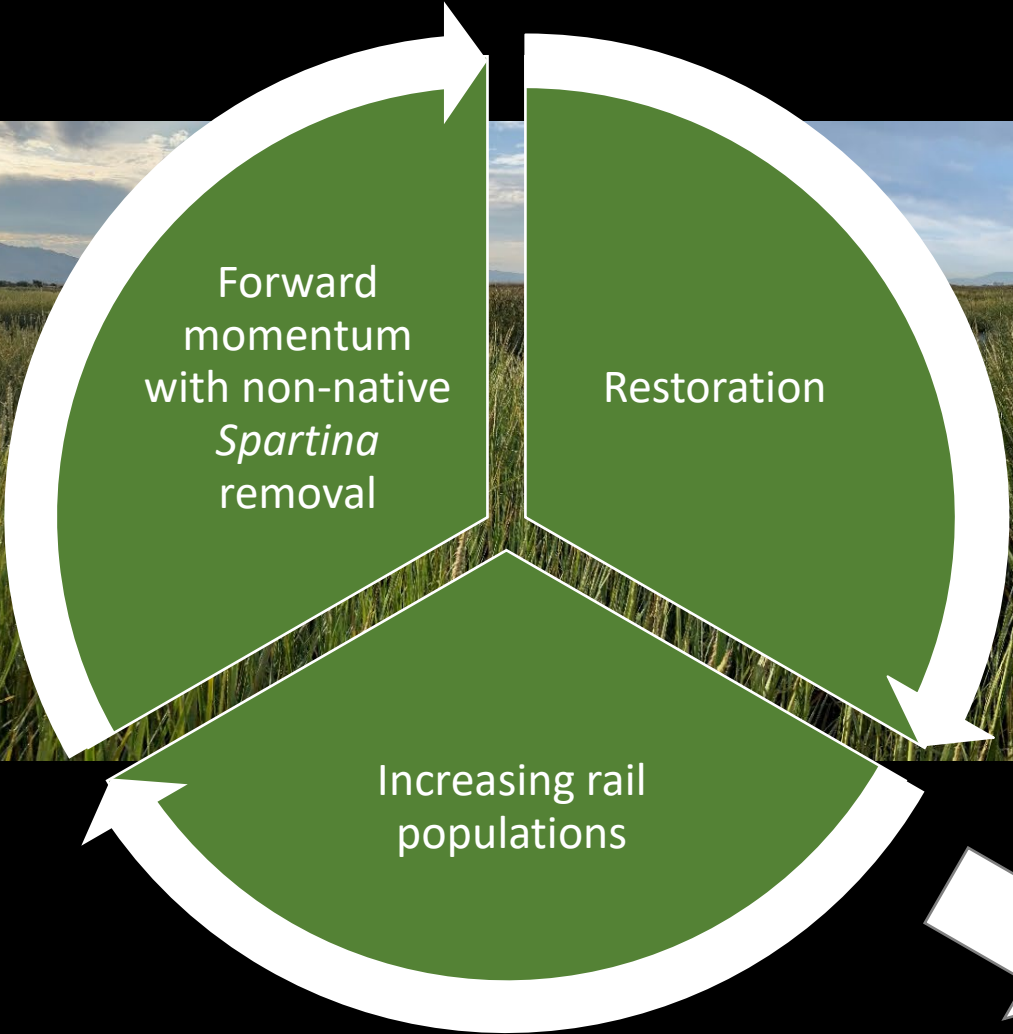 Forward
momentum
with non-native
Spartina
removal
Restoration
Increasing rail
populations